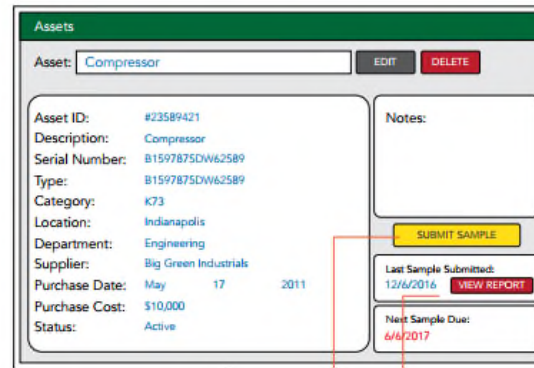 Assets
Asset: Compressor EDIT DELETE
Asset ID: #23589421
Description: Compressor
Serial Number: B1597875DW62589
Type: B1597875DW62589
Category: K73
Location: Indianapolis
Department: Engineering
Supplier: Big Green Industrials
Purchase Date: May 17 2011
Purchase Cost: $10,000
Status: Active
Notes:
SUBMIT SAMPLE
Last Sample Submitted:
12/6/2016 VIEW REPORT
Next Sample Due:
6/6/2017